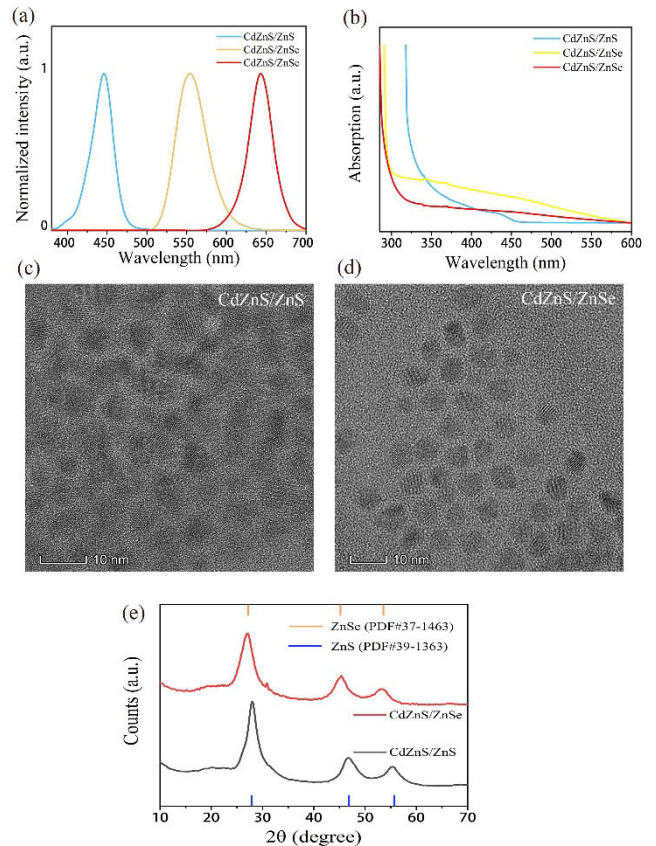 (a)
CdZnS/ZnS
CdZnS/ZnSe
CdZnS/ZnSe
1
0
Normalized intensity (a.u.)
400 450 500 550 600 650 700
Wavelength (nm)
(b)
CdZnS/ZnS
CdZnS/ZnSe
CdZnS/ZnSe
Absorption (a.u.)
300 350 400 450 500 550 600
Wavelength (nm)
(c)
CdZnS/ZnS
10 nm
(d)
CdZnS/ZnSe
10 nm
(e)
ZnSe (PDF#37-1463)
ZnS (PDF#39-1363)
CdZnS/ZnSe
CdZnS/ZnS
Counts (a.u.)
10 20 30 40 50 60 70
2θ (degree)